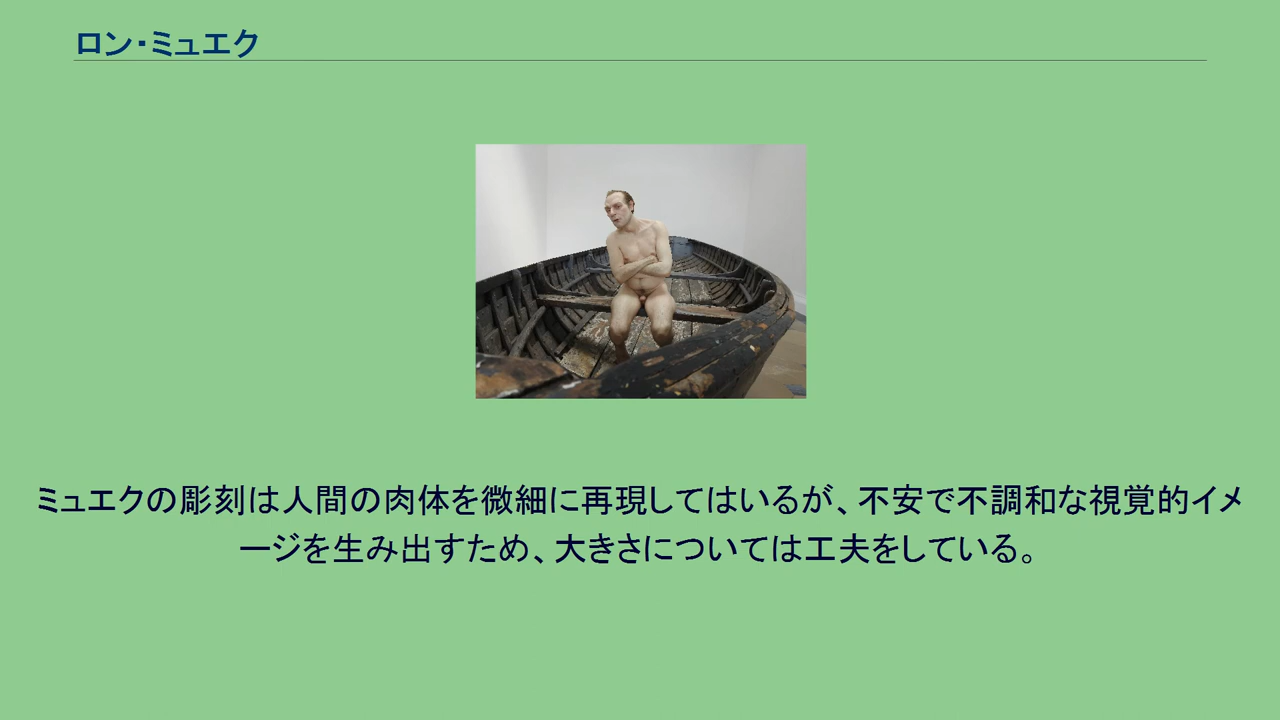 ロン・ミュエク
ミュエクの彫刻は人間の肉体を微細に再現してはいるが、不安で不調和な視覚的イメ
ージを生み出すため、大きさについては工夫をしている。